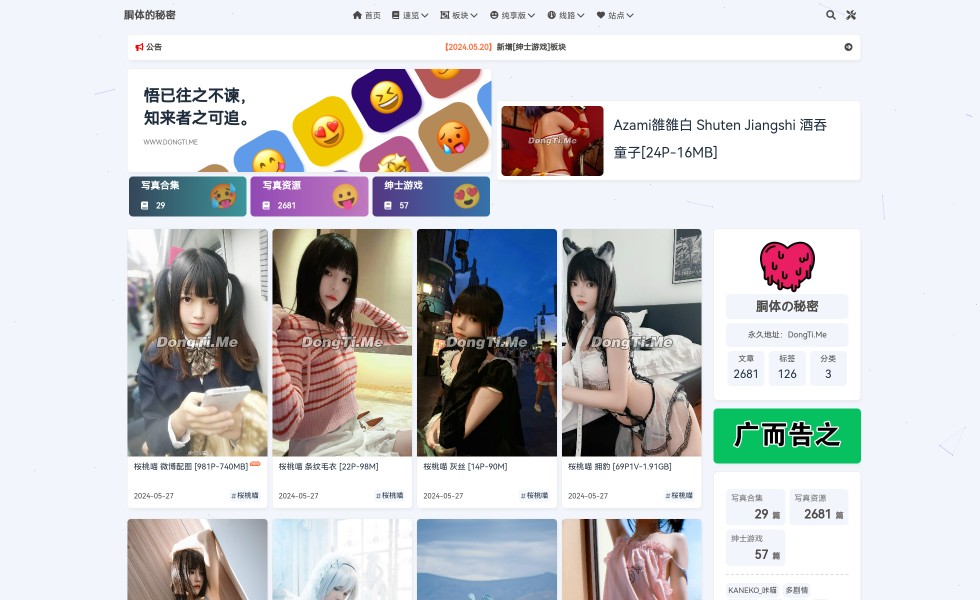 胴体的秘密
首页
速览
板块
纯享版
线路
站点
公告
【2024.05.20】新增[绅士游戏]板块
悟已往之不谏，
知来者之可追。
WWW.DONGTI.ME
写真合集
29
写真资源
2681
绅士游戏
57
DongTi.Me
Azami雒雒白 Shuten Jiangshi 酒吞
童子[24P-16MB]
DongTi.Me
桜桃喵 微博配图 [981P-740MB]
2024-05-27
#桜桃喵
DongTi.Me
桜桃喵 条纹毛衣 [22P-98M]
2024-05-27
#桜桃喵
DongTi.Me
桜桃喵 灰丝 [14P-90M]
2024-05-27
#桜桃喵
DongTi.Me
桜桃喵 拥豹 [69P1V-1.91GB]
2024-05-27
#桜桃喵
胴体の秘密
永久地址：DongTi.Me
文章
2681
标签
126
分类
3
广而告之
写真合集
29 篇
写真资源
2681 篇
绅士游戏
57 篇
KANEKO_咔喵
多剧情